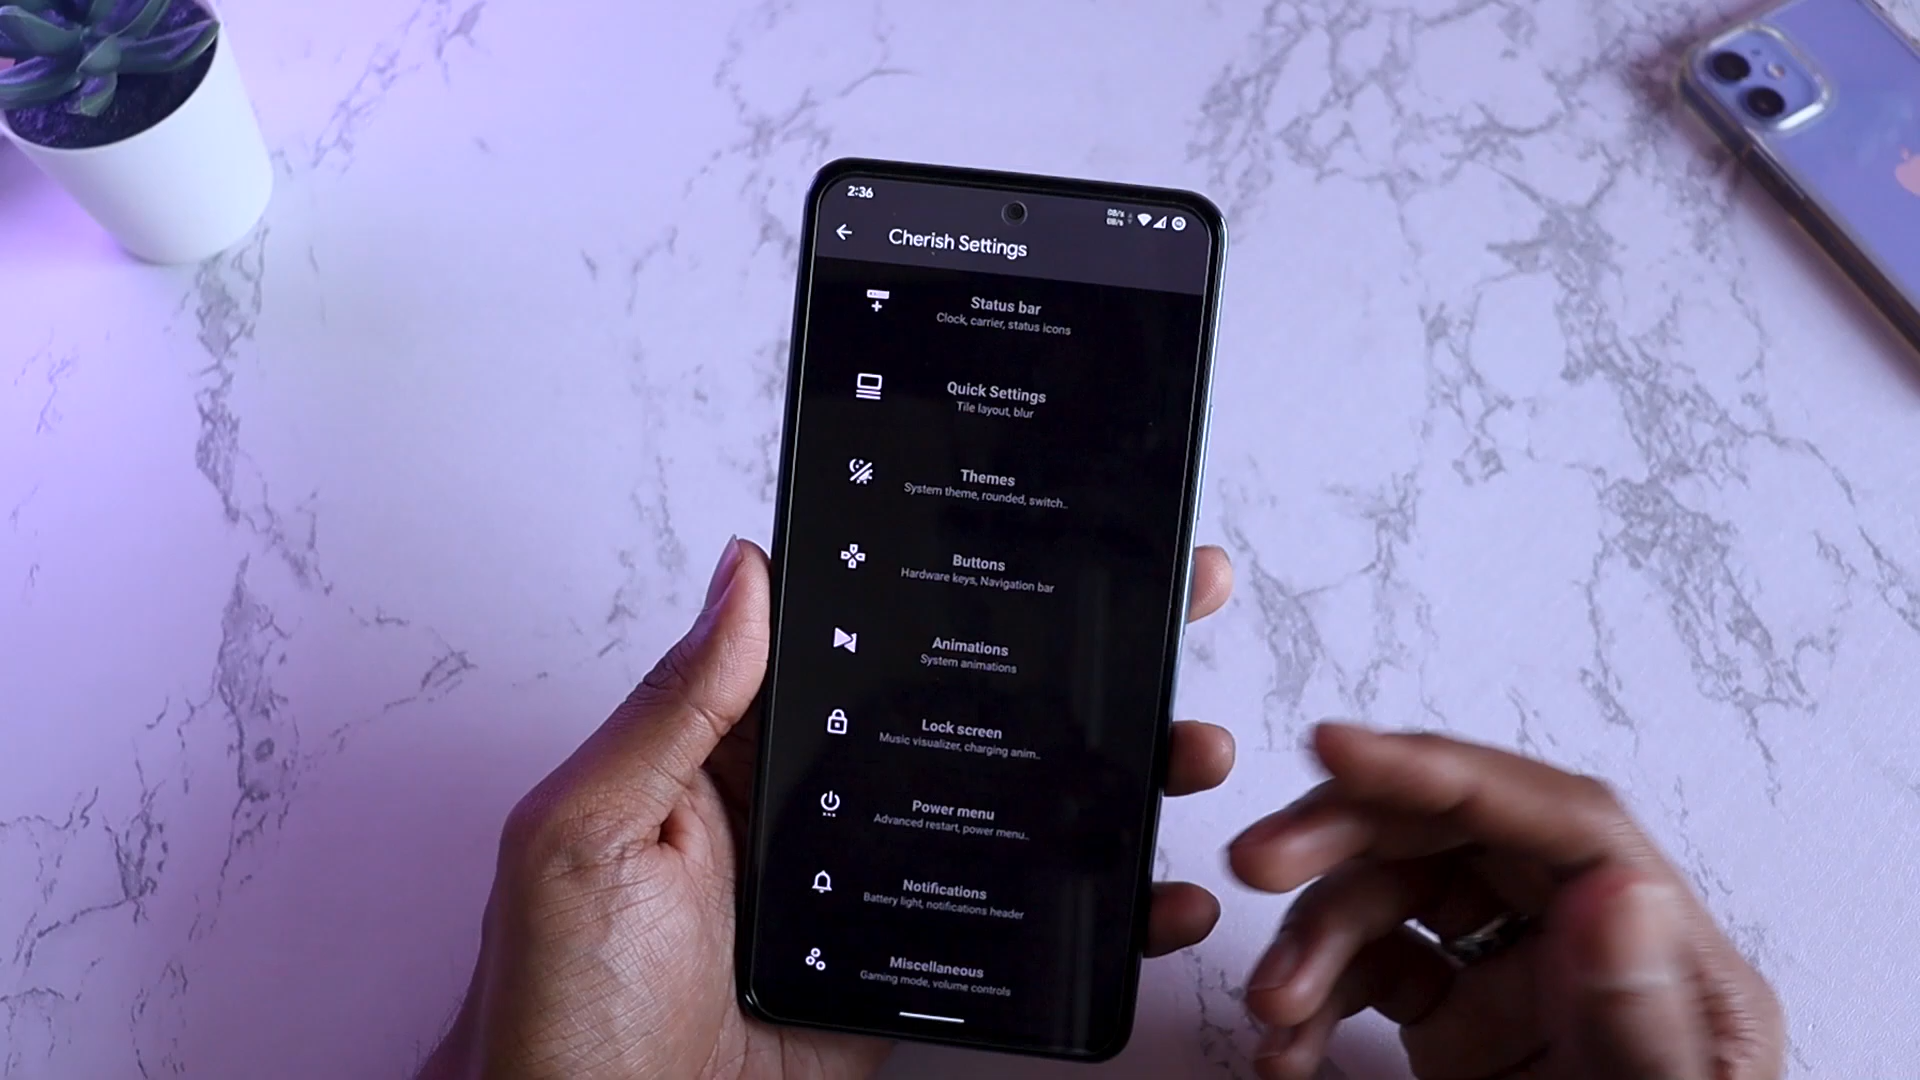 2:36
0B/s
0B/s
Cherish Settings
Status bar
Clock, carrier, status icons
Quick Settings
Tile layout, blur
Themes
System theme, rounded, switch..
Buttons
Hardware keys, Navigation bar
Animations
System animations
Lock screen
Music visualizer, charging anim..
Power menu
Advanced restart, power menu..
Notifications
Battery light, notifications header
Miscellaneous
Gaming mode, volume controls